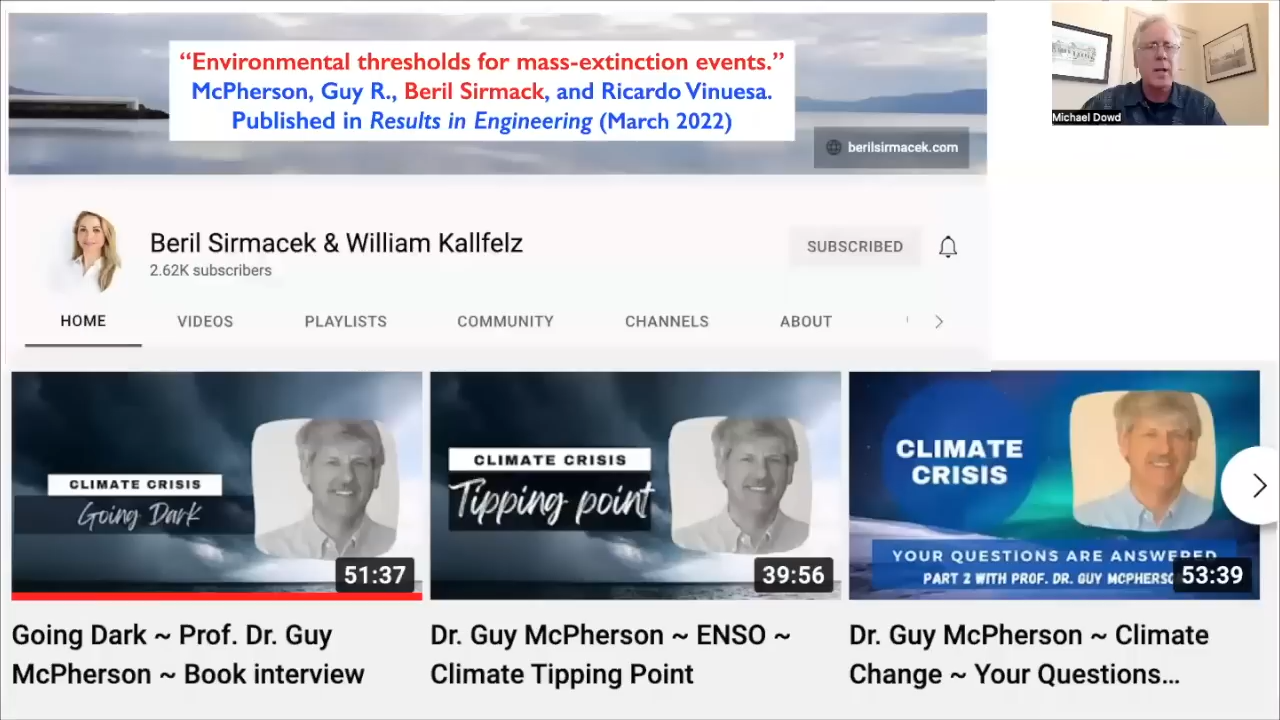 “Environmental thresholds for mass-extinction events.”
McPherson, Guy R., Beril Sirmack, and Ricardo Vinuesa.
Published in Results in Engineering (March 2022)
berilsirmacek.com
Michael Dowd
Beril Sirmacek & William Kallfelz
2.62K subscribers
SUBSCRIBED
HOME VIDEOS PLAYLISTS COMMUNITY CHANNELS ABOUT
CLIMATE CRISIS
Going Dark
51:37
Going Dark ~ Prof. Dr. Guy
McPherson ~ Book interview
CLIMATE CRISIS
Tipping point
39:56
Dr. Guy McPherson ~ ENSO ~
Climate Tipping Point
CLIMATE
CRISIS
YOUR QUESTIONS ARE ANSWERED
PART 2 WITH PROF. DR. GUY MCPHERSO
53:39
Dr. Guy McPherson ~ Climate
Change ~ Your Questions...